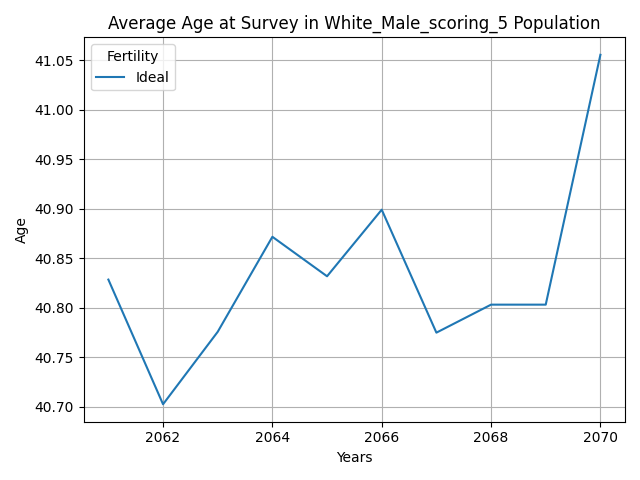 Average Age at Survey in White_Male_scoring_5 Population
Fertility
Ideal
41.05
41.00
40.95
40.90
40.85
40.80
40.75
40.70
Age
2062 2064 2066 2068 2070
Years